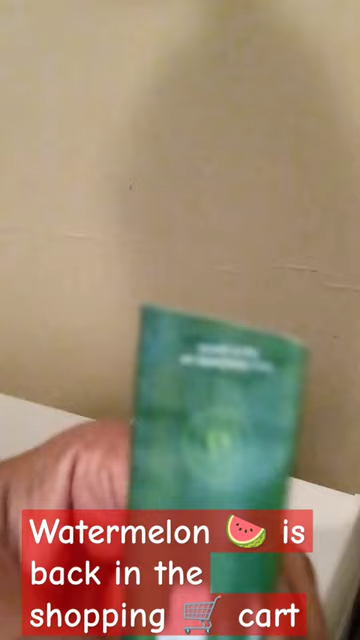 Watermelon 🍉 is
back in the
shopping 🛒 cart